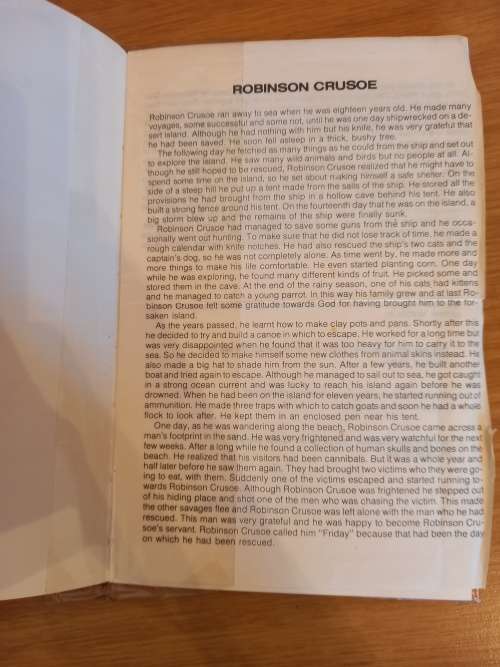 ROBINSON CRUSOE
Robinson Crusoe ran away to sea when he was eighteen years old. He made many
voyages, some successful and some not, until he was one day shipwrecked on a de-
sert island. Although he had nothing with him but his knife, he was very grateful that
he had been saved. He soon fell asleep in a thick, bushy tree.
The following day he fetched as many things as he could from the ship and set out
to explore the island. He saw many wild animals and birds but no people at all. Al-
though he still hoped to be rescued, Robinson Crusoe realized that he might have to
spend some time on the island, so he set about making himself a safe shelter. On the
side of a steep hill he put up a tent made from the sails of the ship. He stored all the
provisions he had brought from the ship in a hollow cave behind his tent. He also
built a strong fence around his tent. On the fourteenth day that he was on the island, a
big storm blew up and the remains of the ship were finally sunk.
Robinson Crusoe had managed to save some guns from the ship and he occa-
sionally went out hunting. To make sure that he did not lose track of time, he made a
rough calendar with knife notches. He had also rescued the ship's two cats and the
captain's dog, so he was not completely alone. As time went by, he made more and
more things to make his life comfortable. He even started planting corn. One day
while he was exploring, he found many different kinds of fruit. He picked some and
stored them in the cave. At the end of the rainy season, one of his cats had kittens
and he managed to catch a young parrot. In this way his family grew and at last Ro-
binson Crusoe felt some gratitude towards God for having brought him to the for-
saken island.
As the years passed, he learnt how to make clay pots and pans. Shortly after this
he decided to try and build a canoe in which to escape. He worked for a long time but
was very disappointed when he found that it was too heavy for him to carry it to the
sea. So he decided to make himself some new clothes from animal skins instead. He
also made a big hat to shade him from the sun. After a few years, he built another
boat and tried again to escape. Although he managed to sail out to sea, he got caught
in a strong ocean current and was lucky to reach his island again before he was
drowned. When he had been on the island for eleven years, he started running out of
ammunition. He made three traps with which to catch goats and soon he had a whole
flock to look after. He kept them in an enclosed pen near his tent.
One day, as he was wandering along the beach, Robinson Crusoe came across a
man's footprint in the sand. He was very frightened and was very watchful for the next
few weeks. After a long while he found a collection of human skulls and bones on the
beach. He realized that his visitors had been cannibals. But it was a whole year and
half later before he saw them again. They had brought two victims who they were go-
ing to eat, with them. Suddenly one of the victims escaped and started running to-
wards Robinson Crusoe. Although Robinson Crusoe was frightened he stepped out
of his hiding place and shot one of the men who was chasing the victim. This made
the other savages flee and Robinson Crusoe was left alone with the man who he had
rescued. This man was very grateful and he was happy to become Robinson Cru-
soe's servant. Robinson Crusoe called him "Friday" because that had been the day
on which he had been rescued.